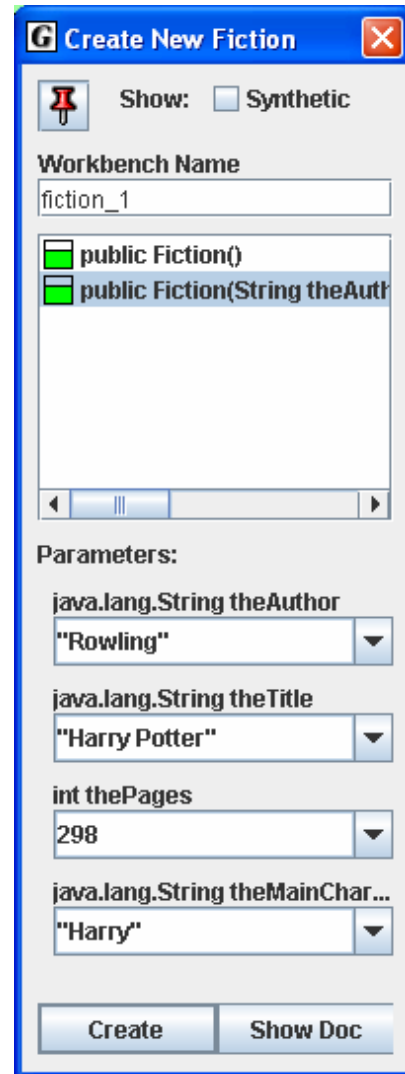 G Create New Fiction
Show: Synthetic
Workbench Name
fiction_1
public Fiction()
public Fiction(String theAuth
Parameters:
java.lang.String theAuthor
"Rowling"
java.lang.String theTitle
"Harry Potter"
int thePages
298
java.lang.String theMainChar...
"Harry"
Create Show Doc